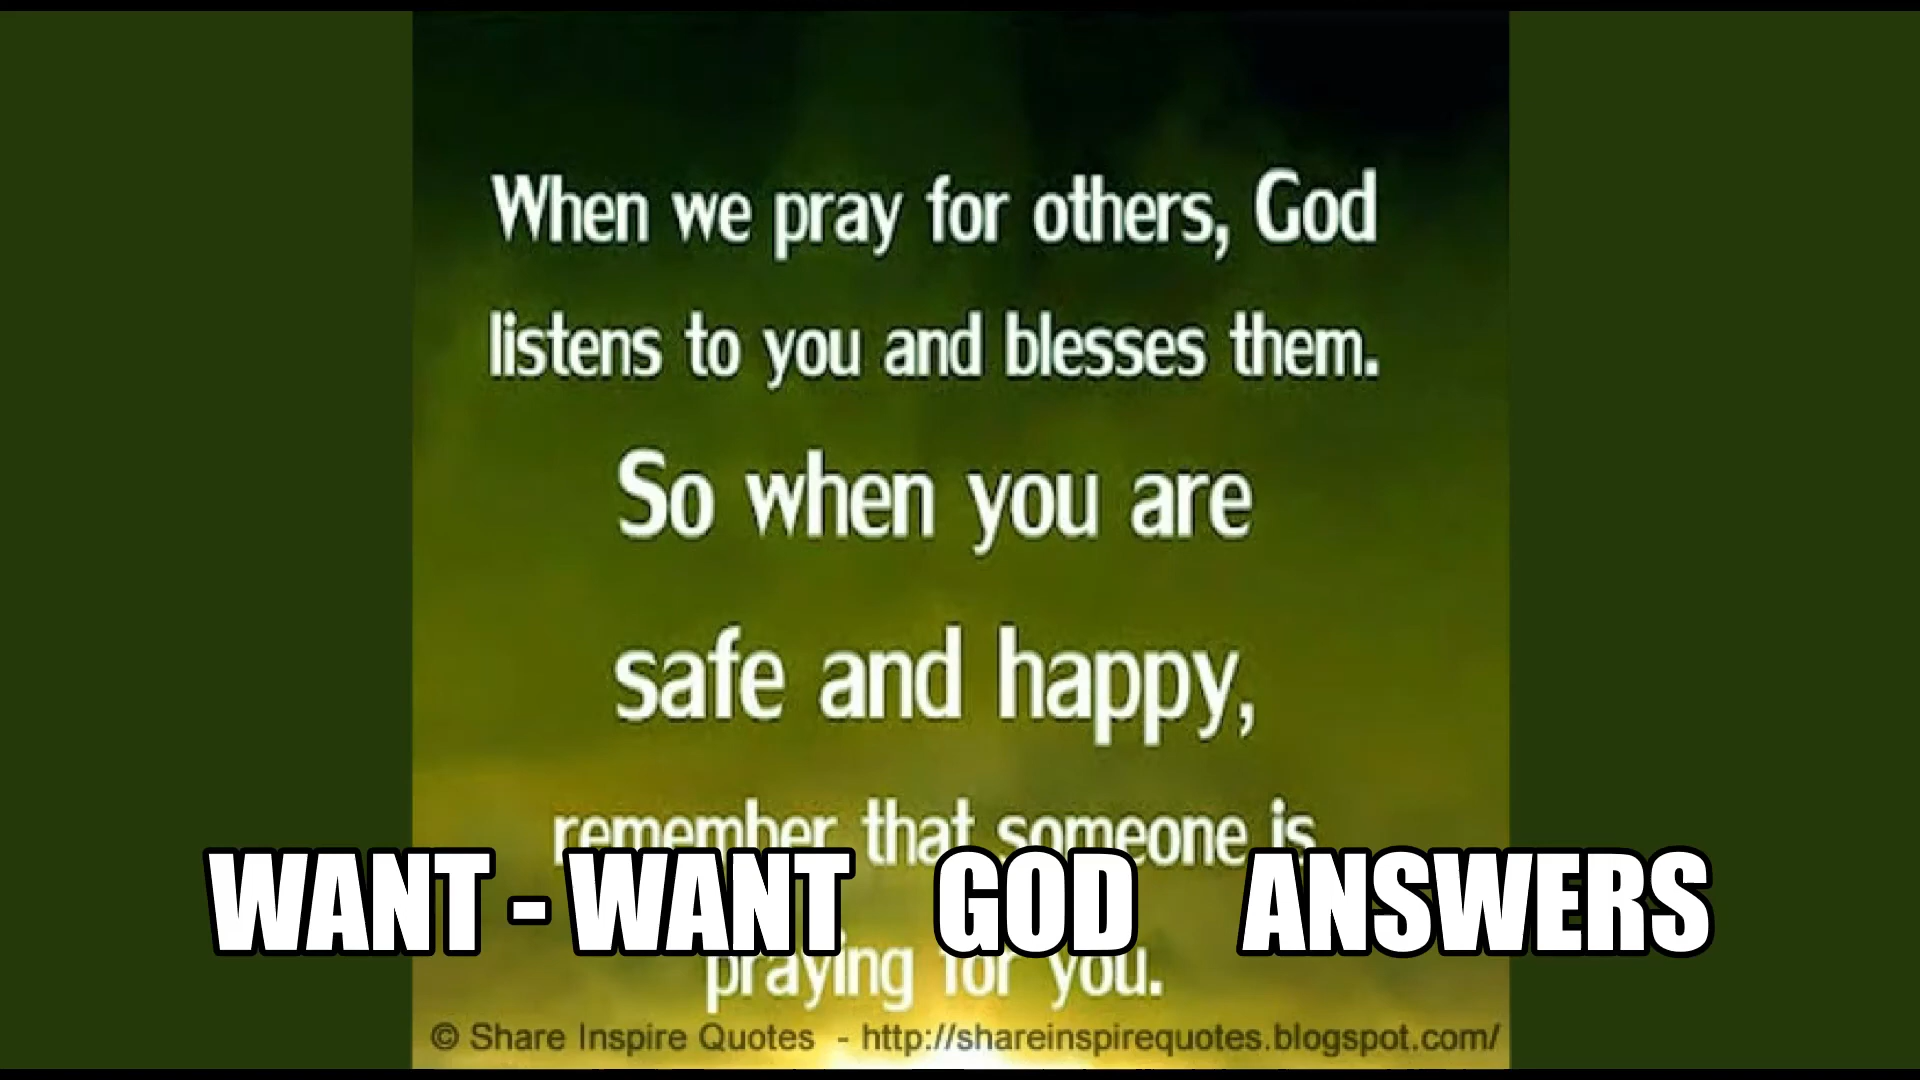 When we pray for others, God
listens to you and blesses them.
So when you are
safe and happy,
remember that someone is
WANT - WANT GOD ANSWERS
praying for you.
© Share Inspire Quotes - http://shareinspirequotes.blogspot.com/